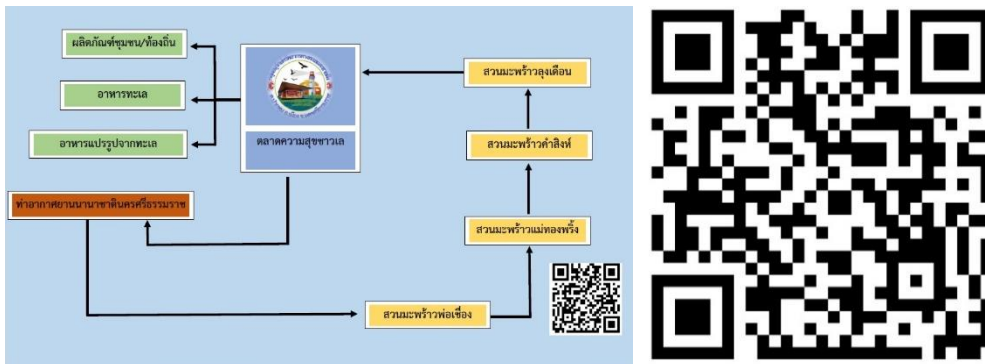 ผลิตภัณฑ์ชุมชน/ท้องถิ่น
อาหารทะเล
อาหารแปรรูปจากทะเล
ตลาดความสุขชาวเล
ท่าอากาศยานนานาชาตินครศรีธรรมราช
สวนมะพร้าวลุงเดือน
สวนมะพร้าวคำสิงห์
สวนมะพร้าวแม่ทองพริ้ง
สวนมะพร้าวพ่อเชื่อง